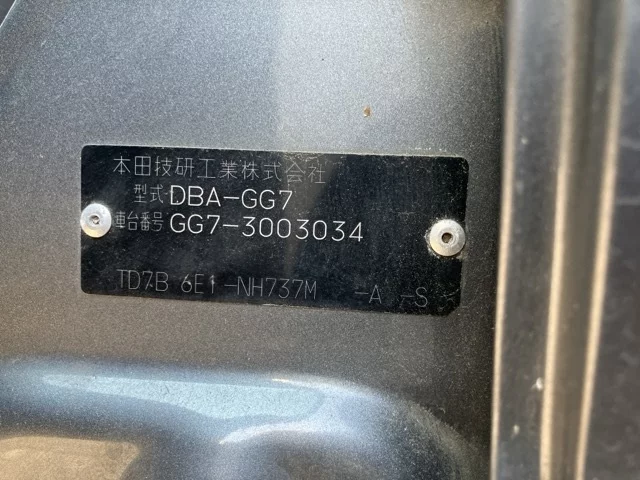 本田技研工業株式会社
型式 DBA-GG7
車台番号 GG7-3003034
TD7B 6E1-NH737M -A -S